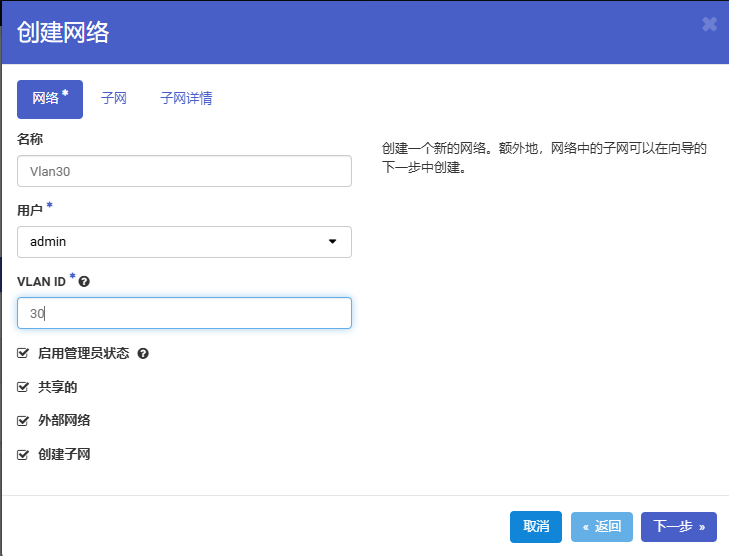 创建网络
网络 *
子网
子网详情
名称
Vlan30
用户 *
admin
VLAN ID *
30
启用管理员状态
共享的
外部网络
创建子网
创建一个新的网络。额外地，网络中的子网可以在向导的
下一步中创建。
取消
« 返回
下一步 »